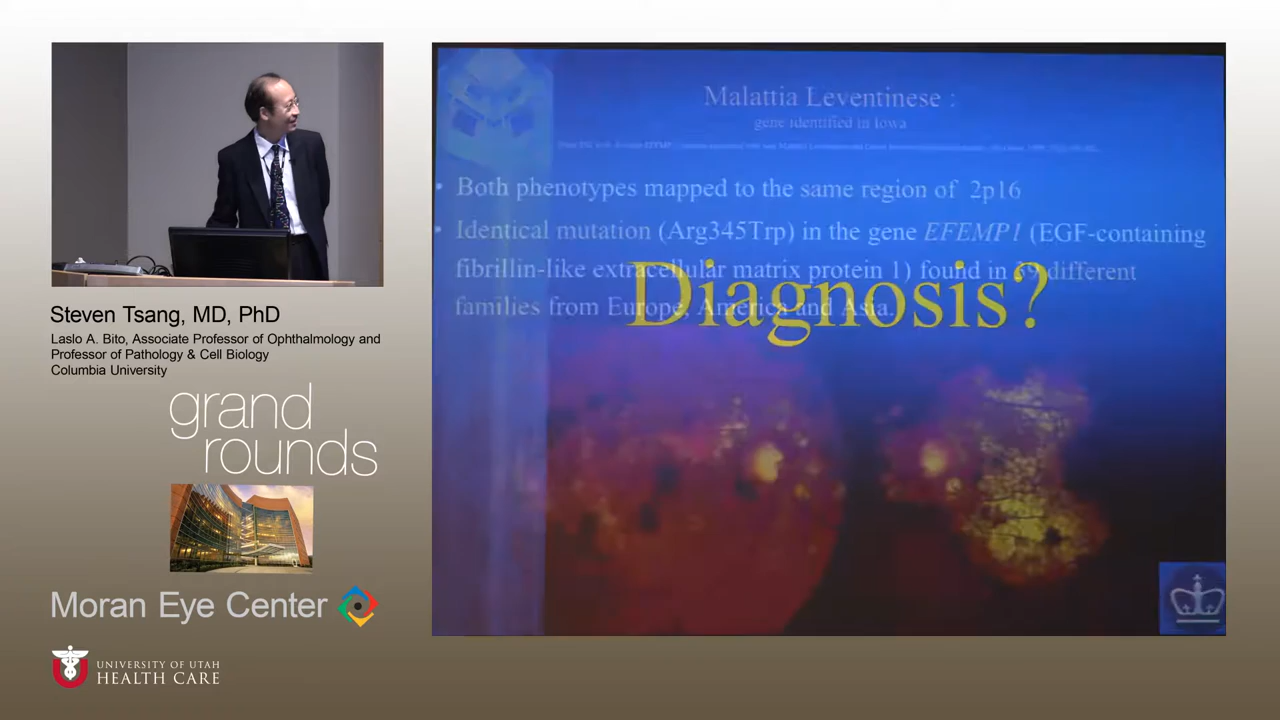 Steven Tsang, MD, PhD
Laslo A. Bito, Associate Professor of Ophthalmology and
Professor of Pathology & Cell Biology
Columbia University
grand
rounds
Moran Eye Center
UNIVERSITY OF UTAH
HEALTH CARE
Malattia Leventinese :
gene identified in Iowa
• Both phenotypes mapped to the same region of 2p16
• Identical mutation (Arg345Trp) in the gene EFEMP1 (EGF-containing
fibrillin-like extracellular matrix protein 1) found in 39 different
families from Europe, America and Asia.
Diagnosis?